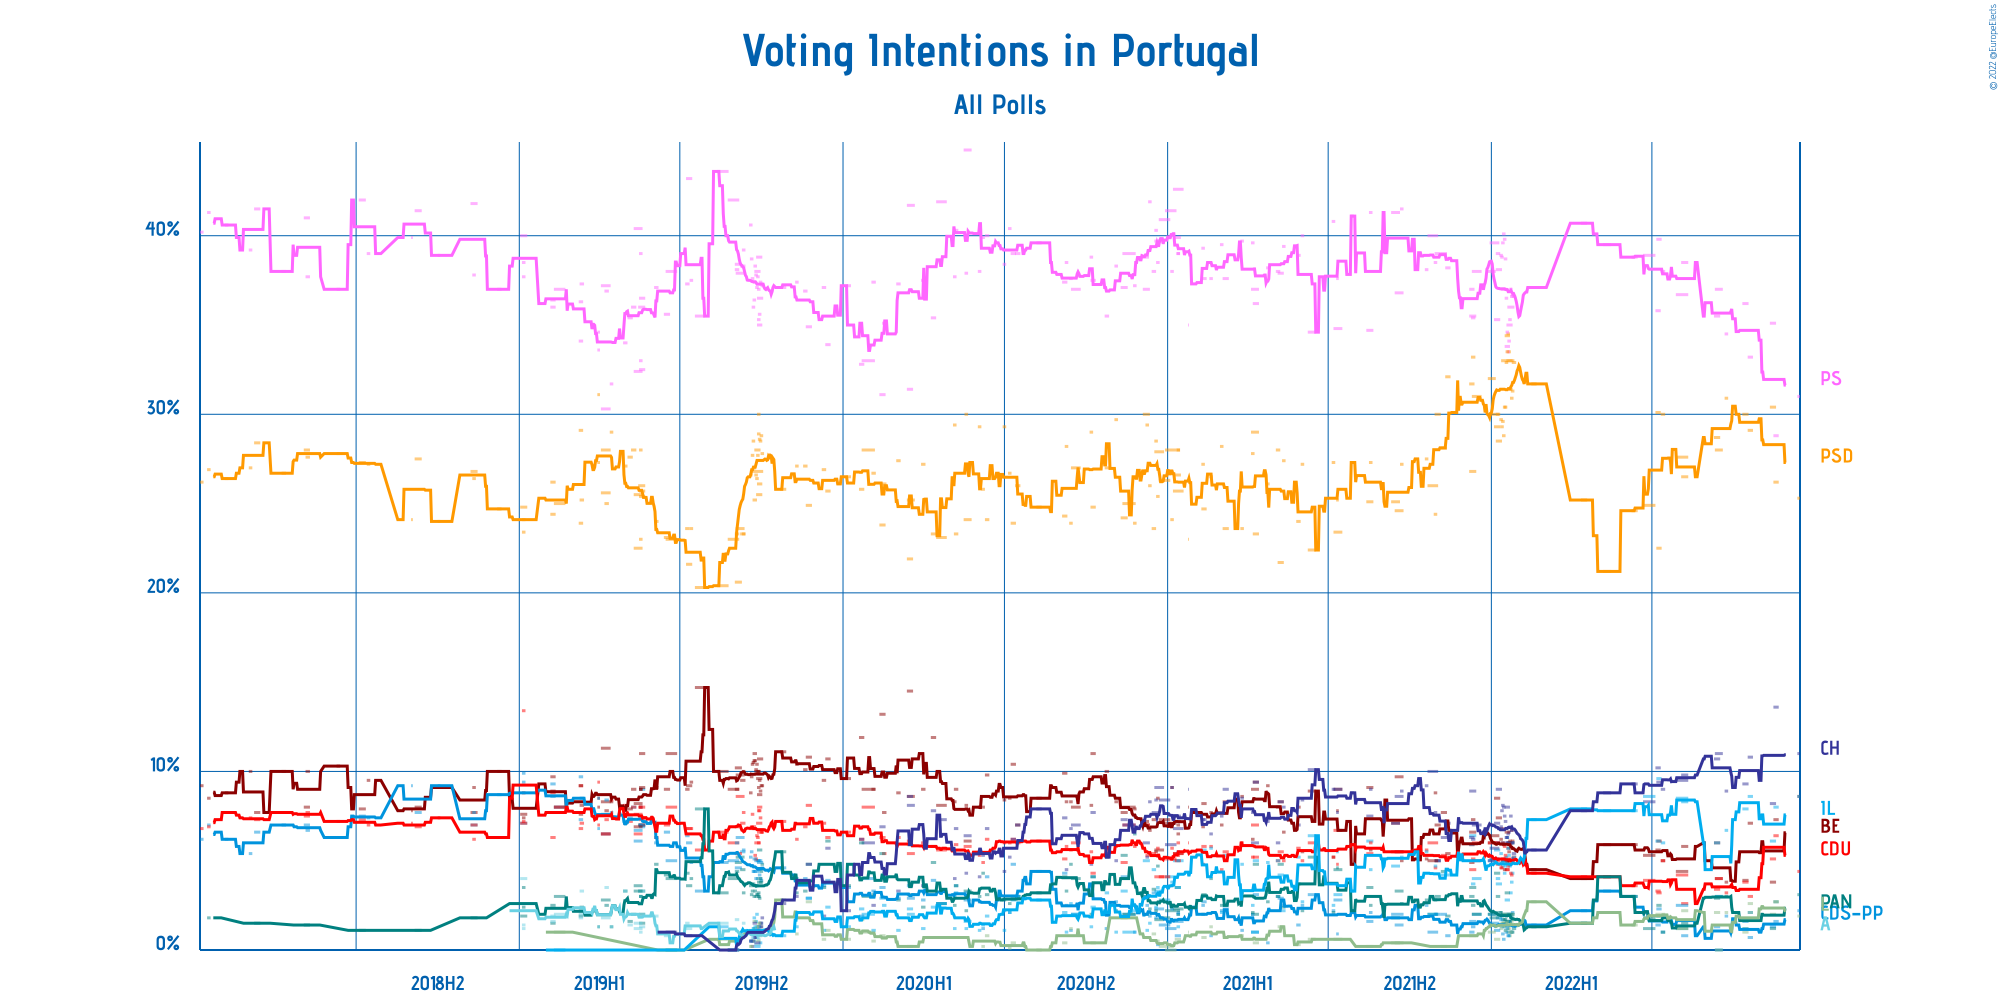 © 2022 @EuropeElects
Voting Intentions in Portugal
All Polls
40%
30%
20%
10%
0%
PS
PSD
CH
IL
BE
CDU
PAN
CDS-PP
A
2018H2
2019H1
2019H2
2020H1
2020H2
2021H1
2021H2
2022H1